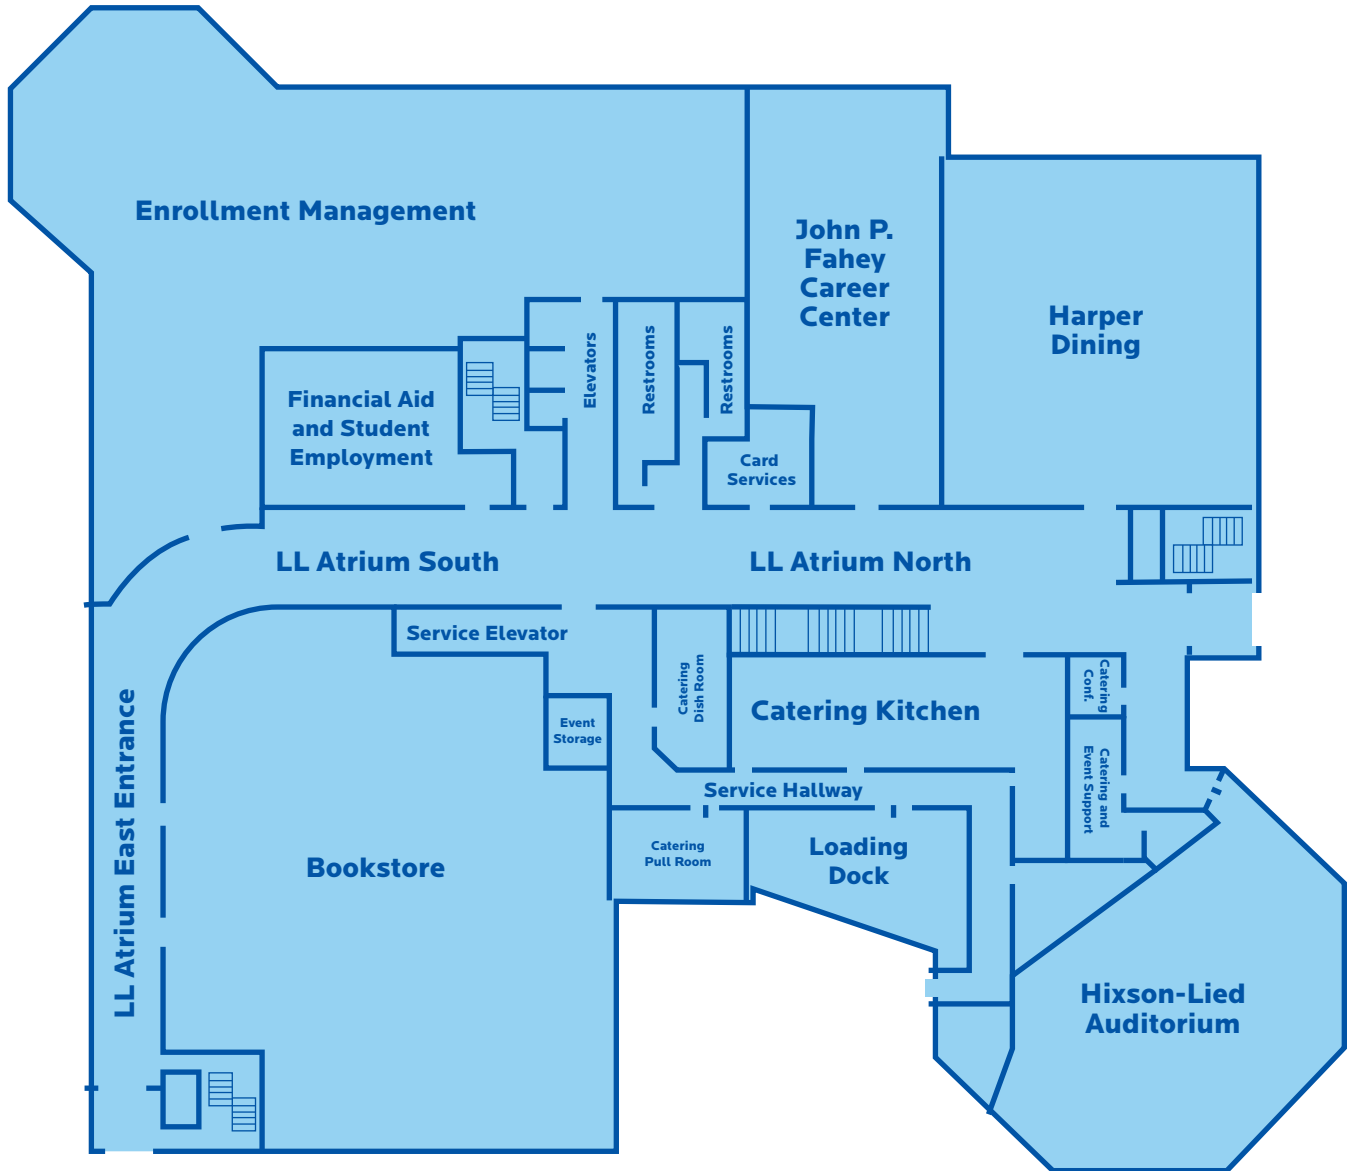 Enrollment Management
John P.
Fahey
Career
Center
Harper
Dining
Elevators
Restrooms
Restrooms
Financial Aid
and Student
Employment
Card
Services
LL Atrium South
LL Atrium North
Service Elevator
Catering
Dish Room
Catering Kitchen
Catering
Conf.
Event
Storage
Catering and
Event Support
Service Hallway
LL Atrium East Entrance
Bookstore
Catering
Pull Room
Loading
Dock
Hixson-Lied
Auditorium